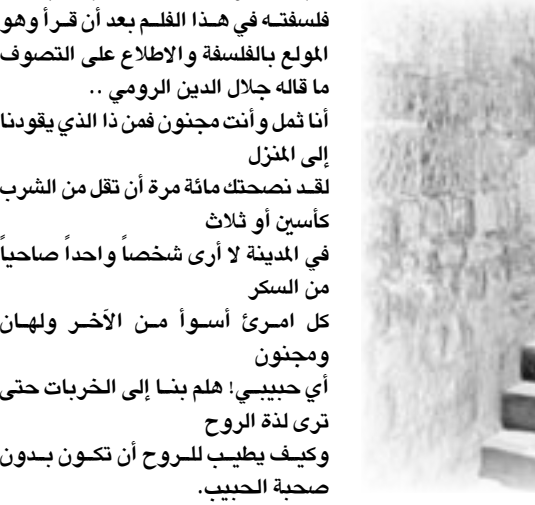 فلسفته في هذا الفلم بعد أن قرأ وهو
المولع بالفلسفة والاطلاع على التصوف
ما قاله جلال الدين الرومي ..
أنا ثمل وأنت مجنون فمن ذا الذي يقودنا
إلى المنزل
لقد نصحتك مائة مرة أن تقل من الشرب
كأسين أو ثلاث
في المدينة لا أرى شخصاً واحداً صاحياً
من السكر
كل امرئ أسوأ من الآخر ولهان
ومجنون
أي حبيبي! هلم بنا إلى الخربات حتى
ترى لذة الروح
وكيف يطيب للروح أن تكون بدون
صحبة الحبيب.